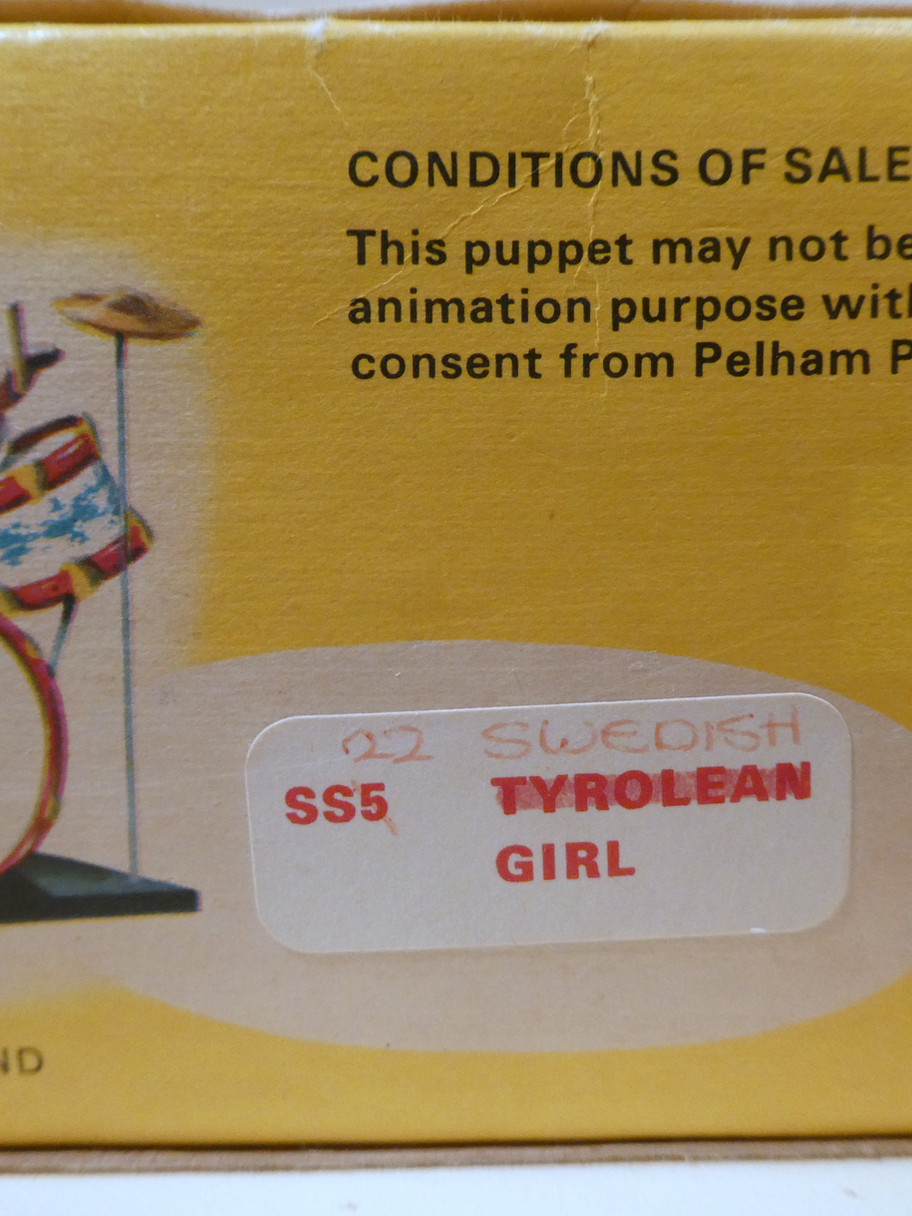 CONDITIONS OF SALE
This puppet may not be
animation purpose with
consent from Pelham P
22 SWEDISH
SS5 TYROLEAN
GIRL
ND